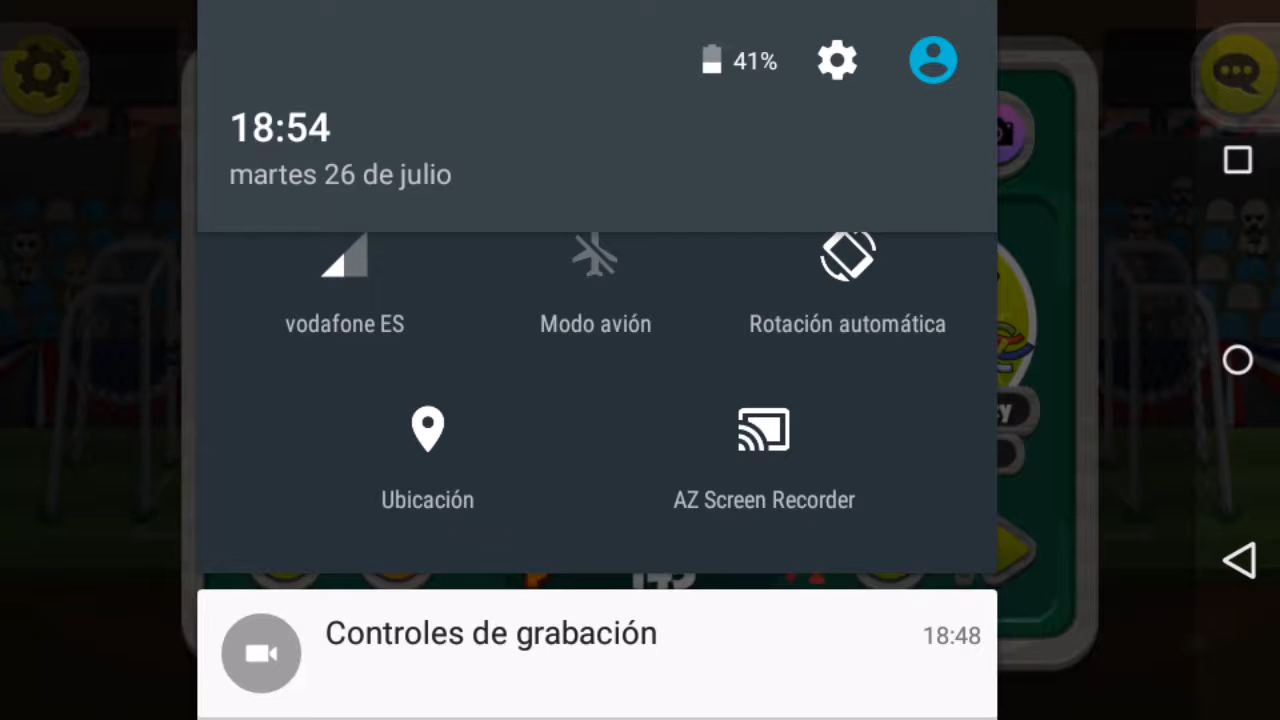 41%
18:54
martes 26 de julio
vodafone ES
Modo avión
Rotación automática
Ubicación
AZ Screen Recorder
Controles de grabación
18:48